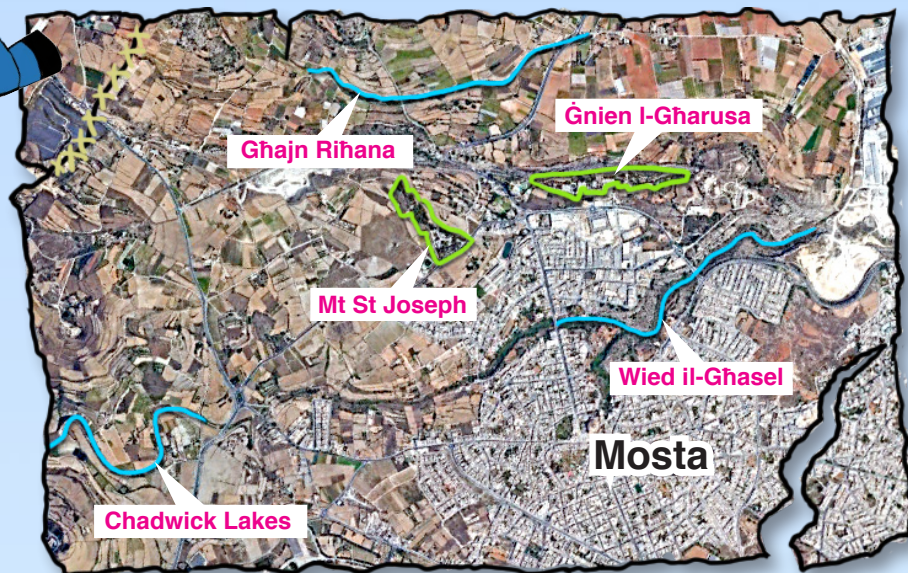 Ġnien l-Għarusa
Għajn Riħana
Mt St Joseph
Wied il-Għasel
Mosta
Chadwick Lakes